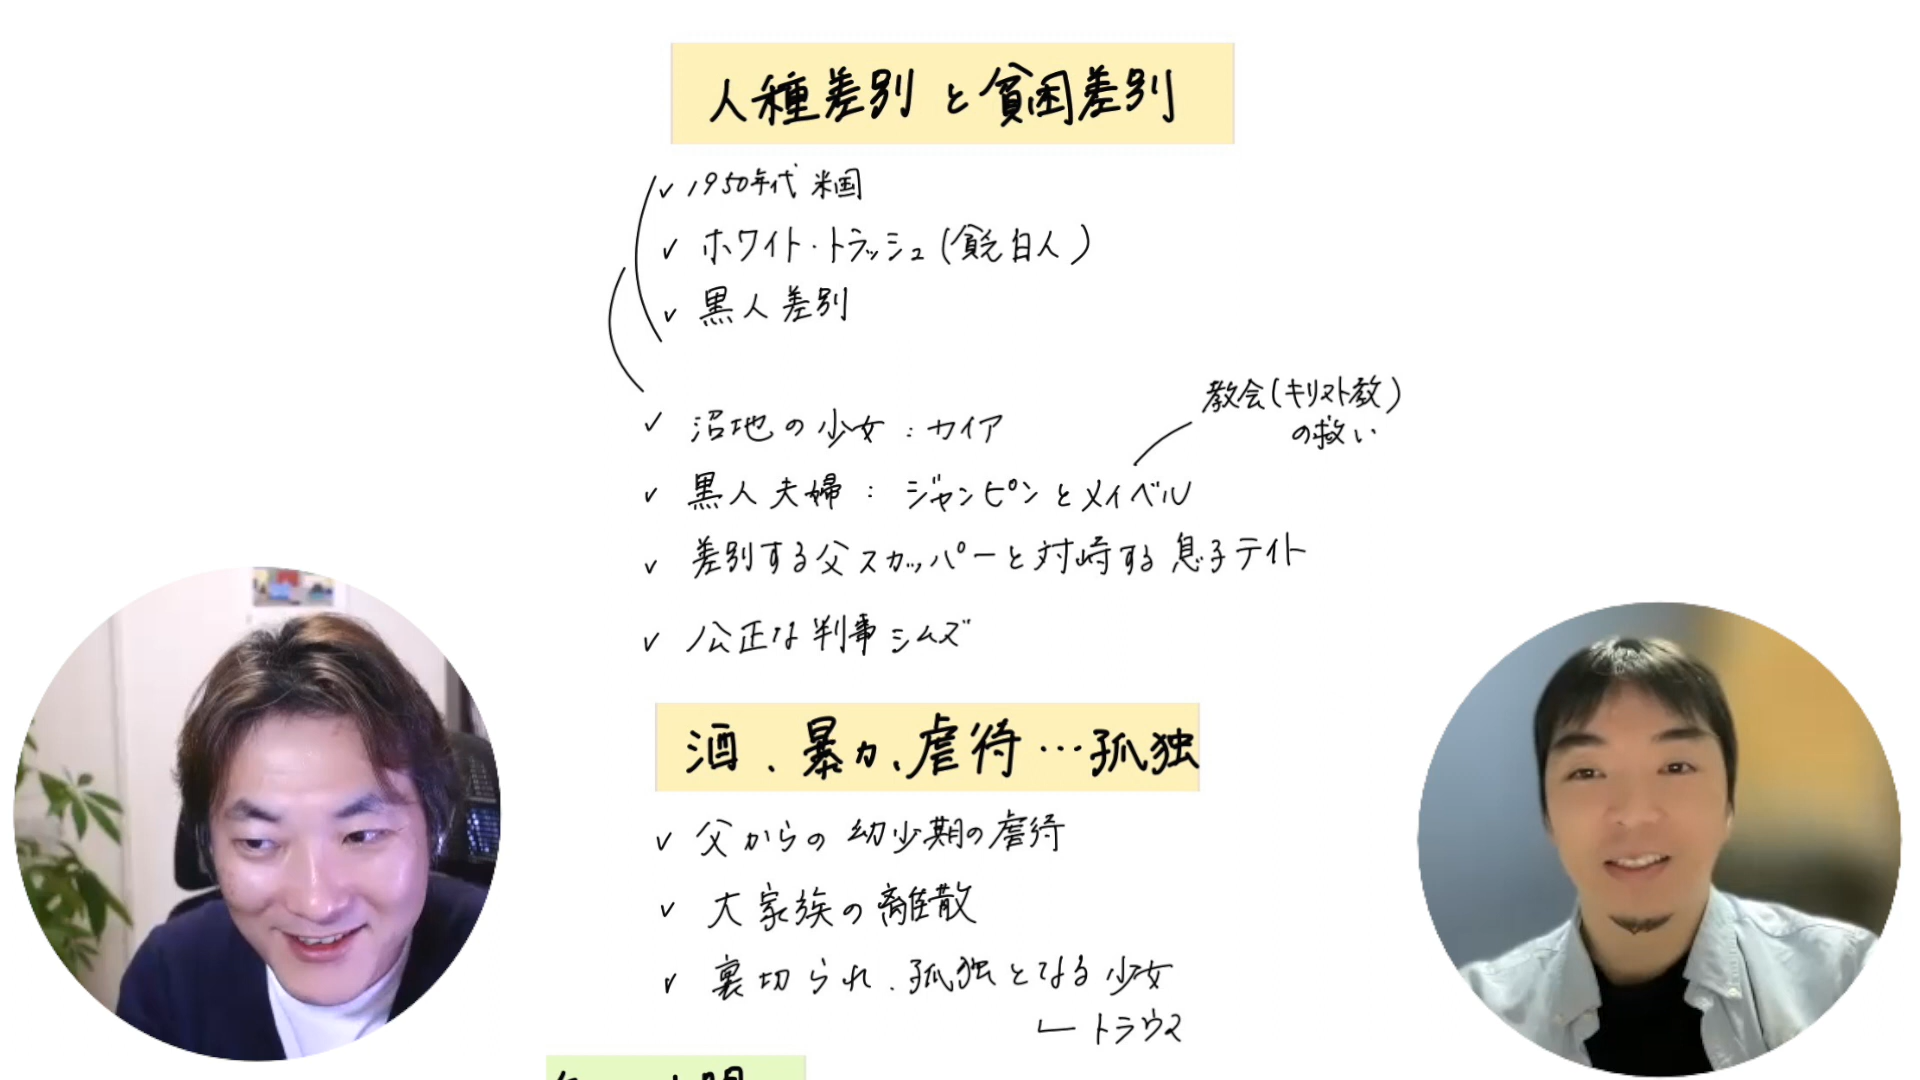 人種差別と貧困差別
✓ 1950年代 米国
✓ ホワイト・トラッシュ(貧乏白人)
✓ 黒人差別
教会(キリスト教)
の救い
✓ 沼地の少女：カイア
✓ 黒人夫婦：ジャンピンとメイベル
✓ 差別する父スカッパーと対峙する息子テイト
✓ 公正な判事シムズ
酒、暴力、虐待…孤独
✓ 父からの幼少期の虐待
✓ 大家族の離散
✓ 裏切られ、孤独となる少女
トラウマ